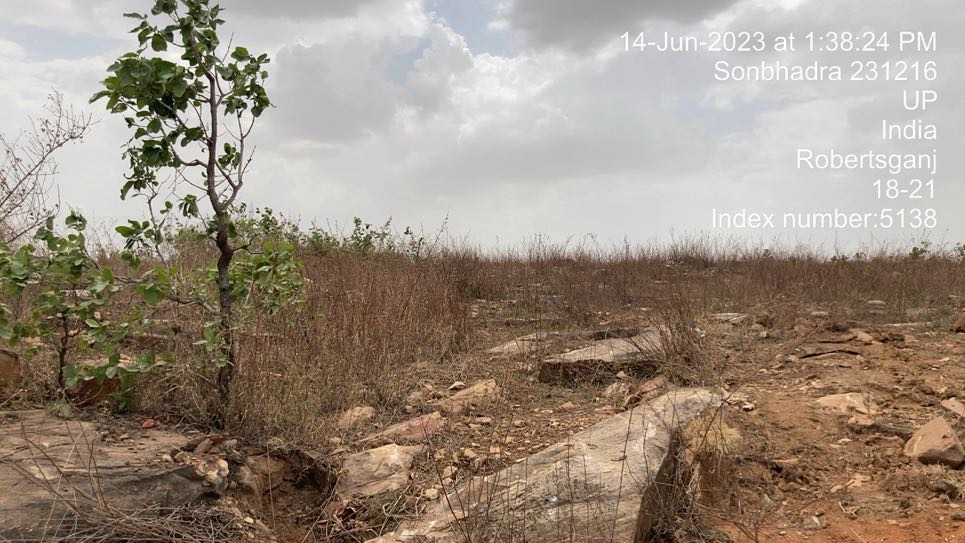 14-Jun-2023 at 1:38:24 PM
Sonbhadra 231216
UP
India
Robertsganj
18-21
Index number:5138